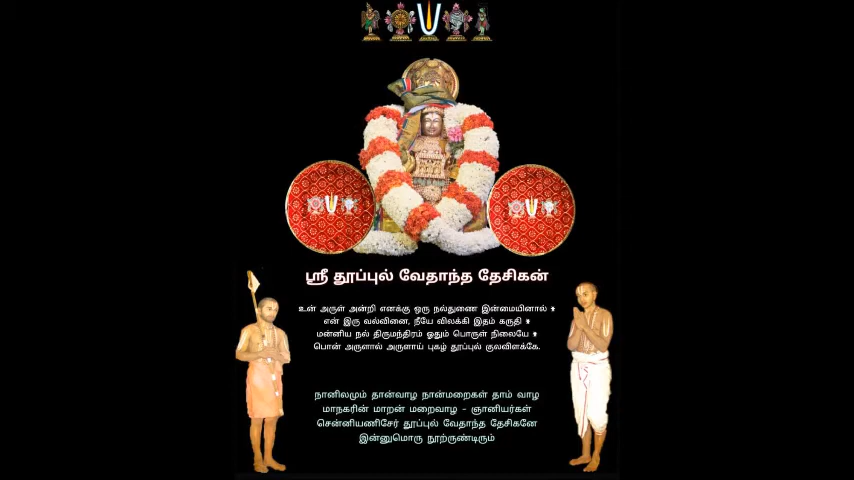 ஸ்ரீ தூப்புல் வேதாந்த தேசிகன்
உன் அருள் அன்றி எனக்கு ஒரு நல்துணை இன்மையினால் *
என் இரு வல்வினை, நீயே விலக்கி இதம் கருதி *
மன்னிய நல் திருமந்திரம் ஓதும் பொருள் நிலையே *
பொன் அருளால் அருளாய் புகழ் தூப்புல் குலவிளக்கே.
நானிலமும் தான்வாழ நான்மறைகள் தாம் வாழ
மாநகரின் மாறன் மறைவாழ - ஞானியர்கள்
சென்னியணிசேர் தூப்புல் வேதாந்த தேசிகனே
இன்னுமொரு நூற்ருண்டிரும்